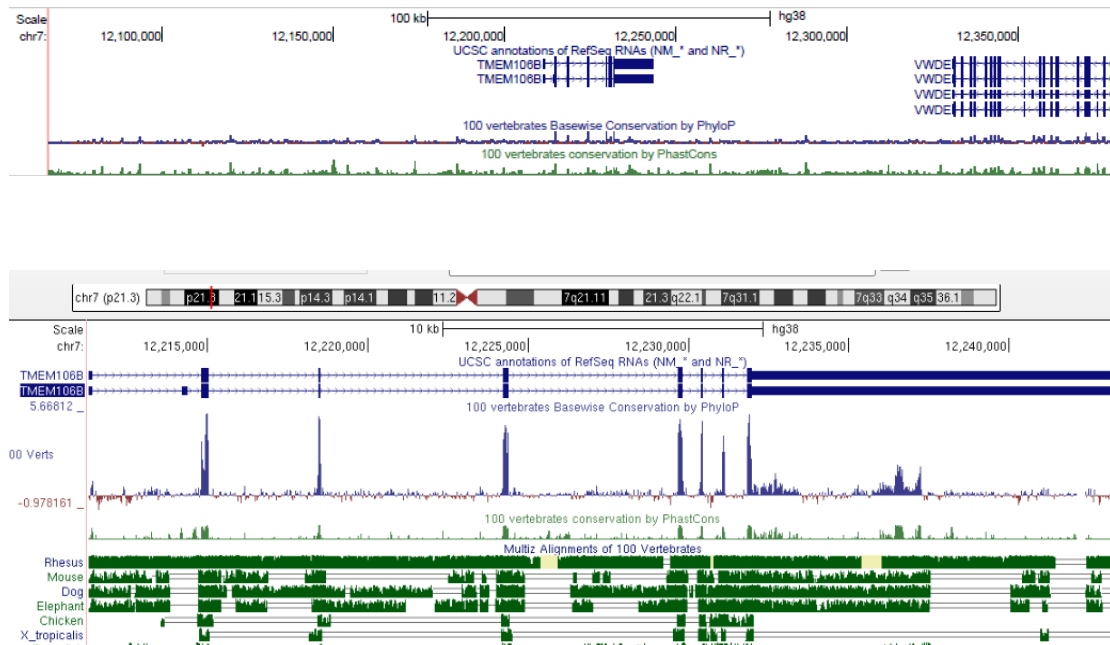 Scale 100 kb hg38
chr7: 12,100,000 12,150,000 12,200,000 12,250,000 12,300,000 12,350,000
UCSC annotations of RefSeq RNAs (NM_* and NR_*)
TMEM106B VWDE
TMEM106B VWDE
VWDE
VWDE
100 vertebrates Basewise Conservation by PhyloP
100 vertebrates conservation by PhastCons
chr7 (p21.3) p21.3 21.1 15.3 p14.3 p14.1 11.2 7q21.11 21.3 q22.1 7q31.1 7q33 q34 q35 36.1
Scale 10 kb hg38
chr7: 12,215,000 12,220,000 12,225,000 12,230,000 12,235,000 12,240,000
UCSC annotations of RefSeq RNAs (NM_* and NR_*)
TMEM106B
TMEM106B
5.66812 _ 100 vertebrates Basewise Conservation by PhyloP
00 Verts
-0.978161 _
100 vertebrates conservation by PhastCons
Multiz Alignments of 100 Vertebrates
Rhesus
Mouse
Dog
Elephant
Chicken
X_tropicalis